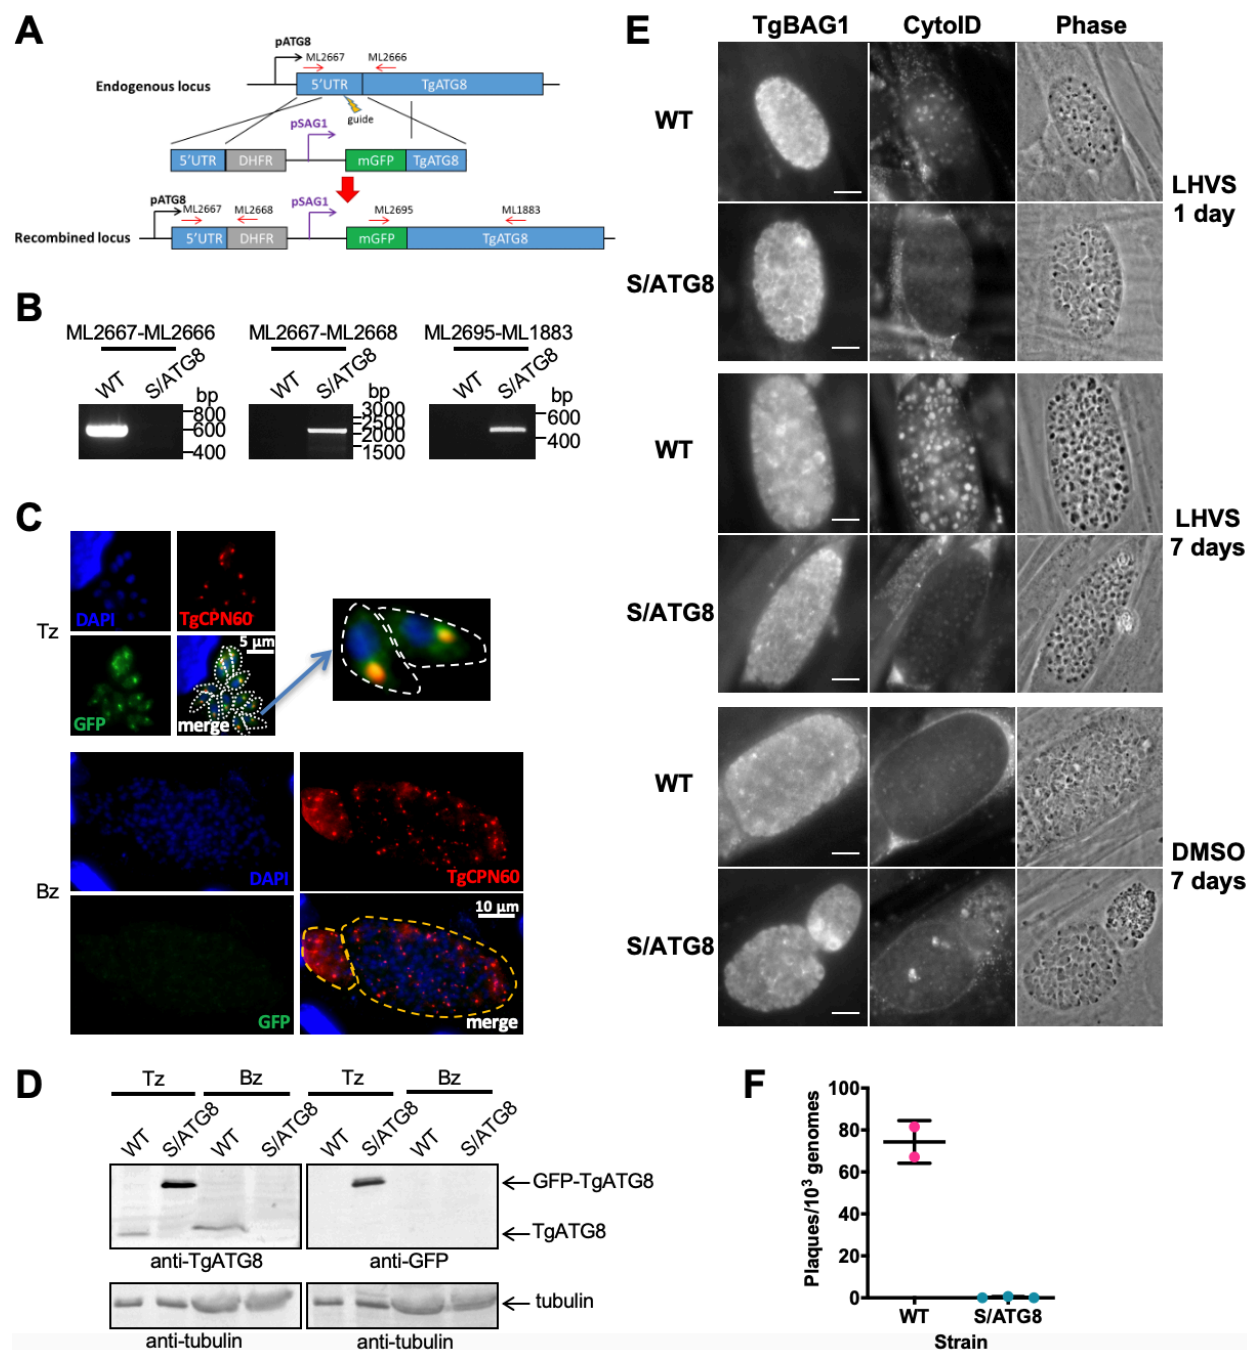 A
pATG8
ML2667
ML2666
Endogenous locus
5'UTR
TgATG8
guide
pSAG1
5'UTR
DHFR
mGFP
TgATG8
pATG8
ML2667
ML2668
pSAG1
ML2695
ML1883
Recombined locus
5'UTR
DHFR
mGFP
TgATG8
B
ML2667-ML2666
WT
S/ATG8
bp
800
600
400
ML2667-ML2668
WT
S/ATG8
bp
3000
2500
2000
1500
ML2695-ML1883
WT
S/ATG8
bp
600
400
C
Tz
DAPI
TgCPN60
GFP
5 µm
merge
Bz
DAPI
TgCPN60
GFP
10 µm
merge
D
Tz
Bz
Tz
Bz
WT
S/ATG8
WT
S/ATG8
WT
S/ATG8
WT
S/ATG8
GFP-TgATG8
TgATG8
anti-TgATG8
anti-GFP
tubulin
anti-tubulin
anti-tubulin
E
TgBAG1
CytoID
Phase
WT
S/ATG8
LHVS
1 day
WT
S/ATG8
LHVS
7 days
WT
S/ATG8
DMSO
7 days
F
Plaques/10³ genomes
100
80
60
40
20
0
WT
S/ATG8
Strain